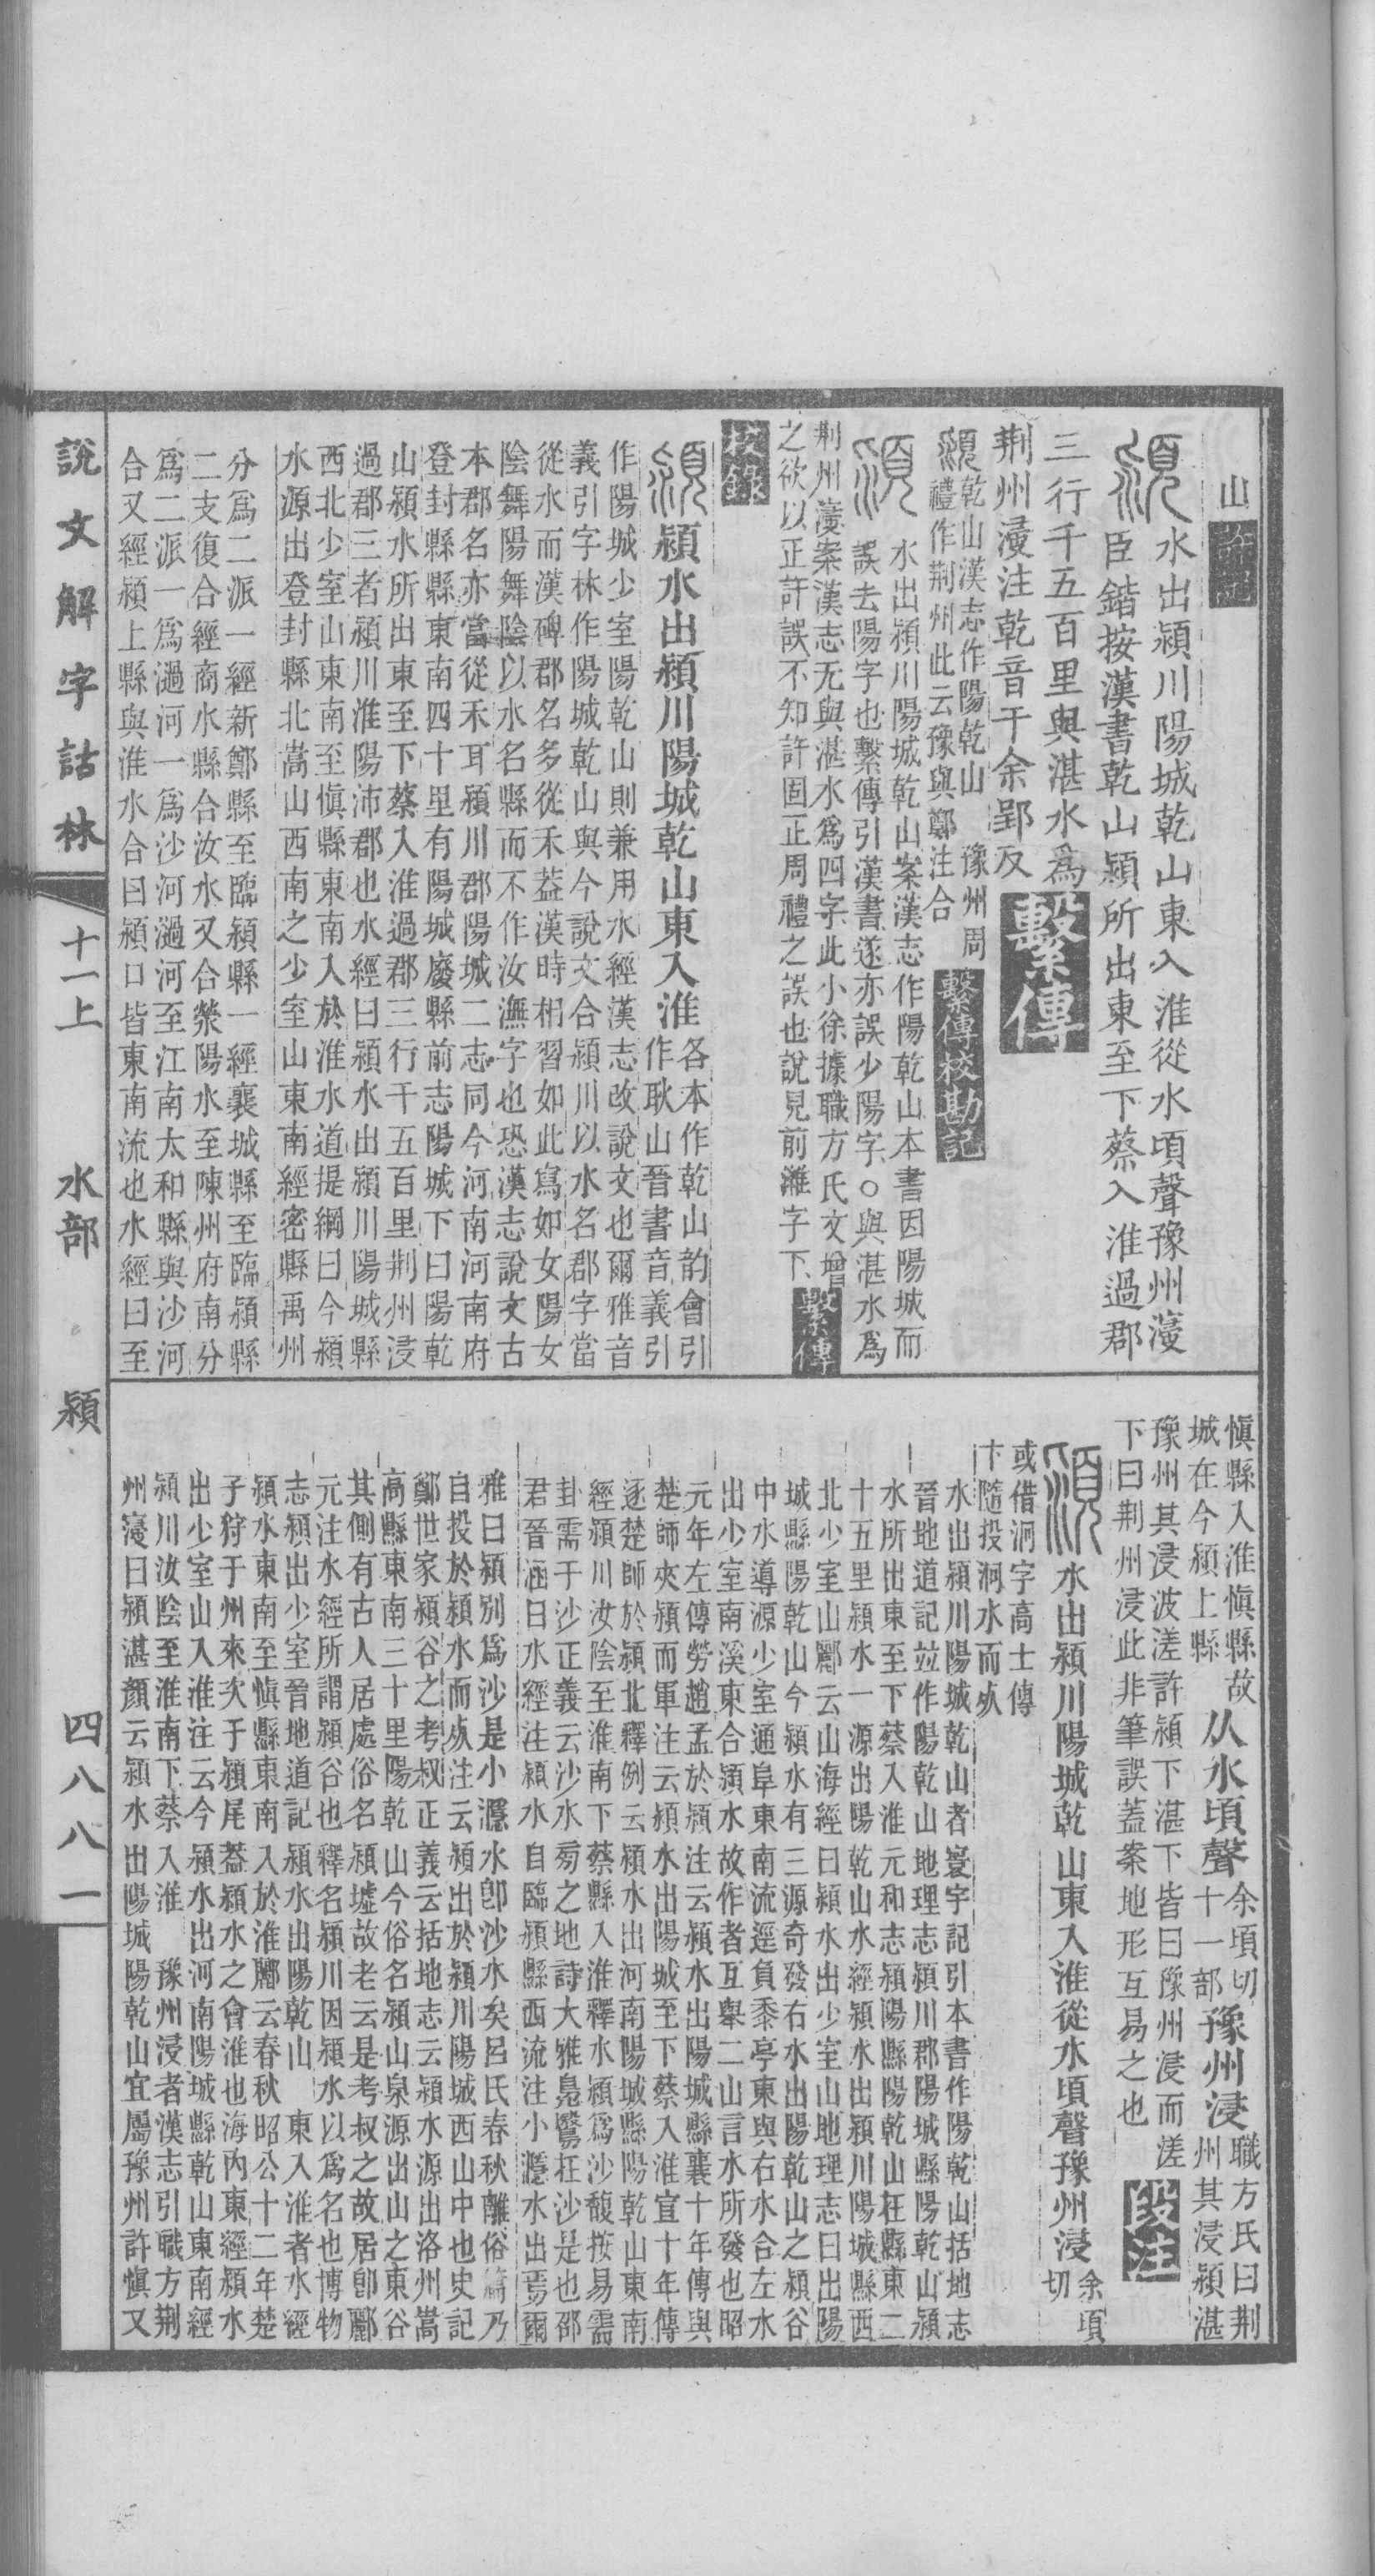 山許記
水出潁川陽城乾山東入淮從水頃聲豫州濅
臣鍇按漢書乾山潁所出東至下蔡入淮過郡
三行千五百里與湛水爲
荆州濅注乾音干余郢反
繫傳
潁乾山漢志作陽乾山　豫州周
禮作荆州此云豫與鄭注合
繫傳校勘記
水出潁川陽城乾山案漢志作陽乾山本書因陽城而
誤去陽字也繫傳引漢書遂亦誤少陽字○與湛水爲
荆州濅案漢志无與湛水爲四字此小徐據職方氏文增
之欲以正許誤不知許固正周禮之誤也說見前灉字下
繫傳
校錄
潁潁水出潁川陽城乾山東入淮
各本作乾山韵會引
作耿山晉書音義引
作陽城少室陽乾山則兼用水經漢志改說文也爾雅音
義引字林作陽城乾山與今說文合潁川以水名郡字當
從水而漢碑郡名多從禾葢漢時相習如此寫如女陽女
陰舞陽舞陰以水名縣而不作汝潕字也恐漢志說文古
本郡名亦當從禾耳潁川郡陽城二志同今河南河南府
登封縣縣東南四十里有陽城廢縣前志陽城下曰陽乾
山潁水所出東至下蔡入淮過郡三行千五百里荆州浸
過郡三者潁川淮陽沛郡也水經曰潁水出潁川陽城縣
西北少室山東南至愼縣東南入於淮水道提綱曰今潁
水源出登封縣北嵩山西南之少室山東南經密縣禹州
分爲二派一經新鄭縣至臨潁縣一經襄城縣至臨潁縣
二支復合經商水縣合汝水又合滎陽水至陳州府南分
爲二派一爲濄河一爲沙河濄河至江南太和縣與沙河
合又經潁上縣與淮水合曰潁口皆東南流也水經曰至
愼縣入淮愼縣故
城在今潁上縣
从水頃聲
余頃切
十一部
豫州浸
職方氏曰荆
州其浸潁湛
豫州其浸波溠許潁下湛下皆曰豫州浸而溠
下曰荆州浸此非筆誤葢案地形互易之也
段注
水出潁川陽城乾山東入淮從水頃聲豫州浸
余頃
切
或借泂字高士傳
卞隨投泂水而㱙
水出潁川陽城乾山者寰宇記引本書作陽乾山括地志
晉地道記竝作陽乾山地理志潁川郡陽城縣陽乾山潁
水所出東至下蔡入淮元和志潁陽縣陽乾山在縣東二
十五里潁水一源出陽乾山水經潁水出潁川陽城縣西
北少室山酈云山海經曰潁水出少室山地理志曰出陽
城縣陽乾山今潁水有三源奇發右水出陽乾山之潁谷
中水導源少室通阜東南流逕負黍亭東與右水合左水
出少室南溪東合潁水故作者互舉二山言水所發也昭
元年左傳勞趙孟於潁注云潁水出陽城縣襄十年傳與
楚師夾潁而軍注云潁水出陽城至下蔡入淮宣十年傳
逐楚師於潁北釋例云潁水出河南陽城縣陽乾山東南
經潁川汝陰至淮南下蔡縣入淮釋水潁爲沙馥按易需
卦需于沙正義云沙水旁之地詩大雅鳧鷖在沙是也邵
君晉涵曰水經注潁水自臨潁縣西流注小㶏水出焉爾
雅曰潁別爲沙是小㶏水卽沙水矣呂氏春秋離俗篇乃
自投於潁水而㱙注云潁出於潁川陽城西山中也史記
鄭世家潁谷之考叔正義云括地志云潁水源出洛州嵩
高縣東南三十里陽乾山今俗名潁山泉源出山之東谷
其側有古人居處俗名潁墟故老云是考叔之故居卽酈
元注水經所謂潁谷也釋名潁川因潁水以爲名也博物
志潁出少室晉地道記潁水出陽乾山　東入淮者水經
潁水東南至愼縣東南入於淮酈云春秋昭公十二年楚
子狩于州來次于潁尾葢潁水之會淮也海內東經潁水
出少室山入淮注云今潁水出河南陽城縣乾山東南經
潁川汝陰至淮南下蔡入淮　豫州浸者漢志引職方荆
州濅曰潁湛顏云潁水出陽城陽乾山宜屬豫州許愼又
說文解字詁林
十一上　水部　潁　四八八一